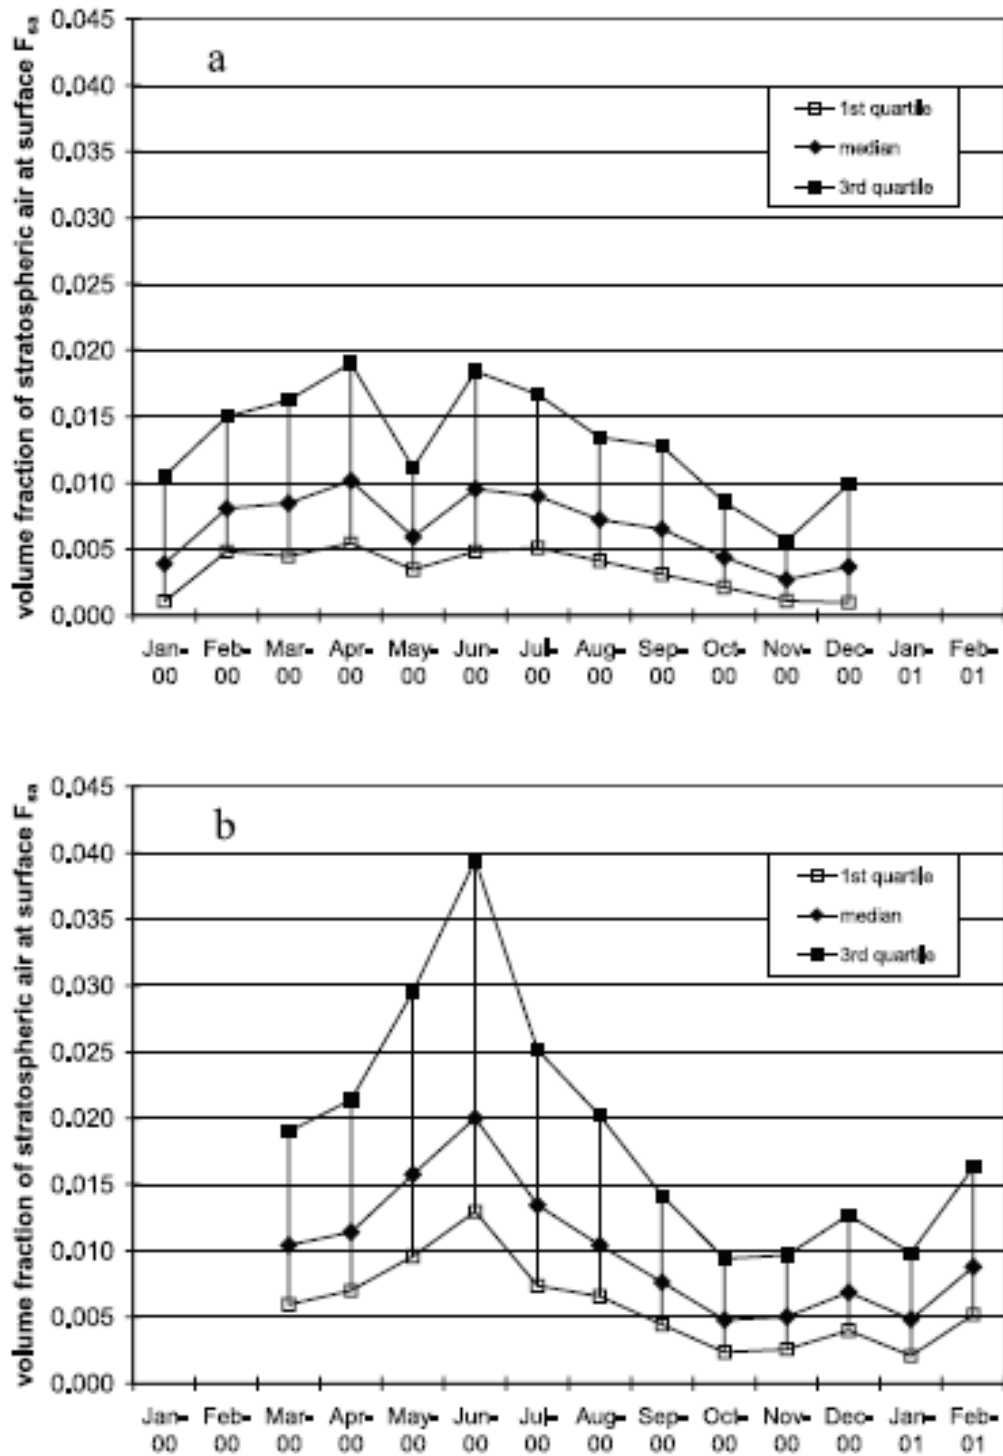 volume fraction of stratospheric air at surface Fsa
0.045
0.040
0.035
0.030
0.025
0.020
0.015
0.010
0.005
0.000
a
1st quartile
median
3rd quartile
Jan- Feb- Mar- Apr- May- Jun- Jul- Aug- Sep- Oct- Nov- Dec- Jan- Feb-
00 00 00 00 00 00 00 00 00 00 00 00 01 01
volume fraction of stratospheric air at surface Fsa
0.045
0.040
0.035
0.030
0.025
0.020
0.015
0.010
0.005
0.000
b
1st quartile
median
3rd quartile
Jan- Feb- Mar- Apr- May- Jun- Jul- Aug- Sep- Oct- Nov- Dec- Jan- Feb-
00 00 00 00 00 00 00 00 00 00 00 00 01 01